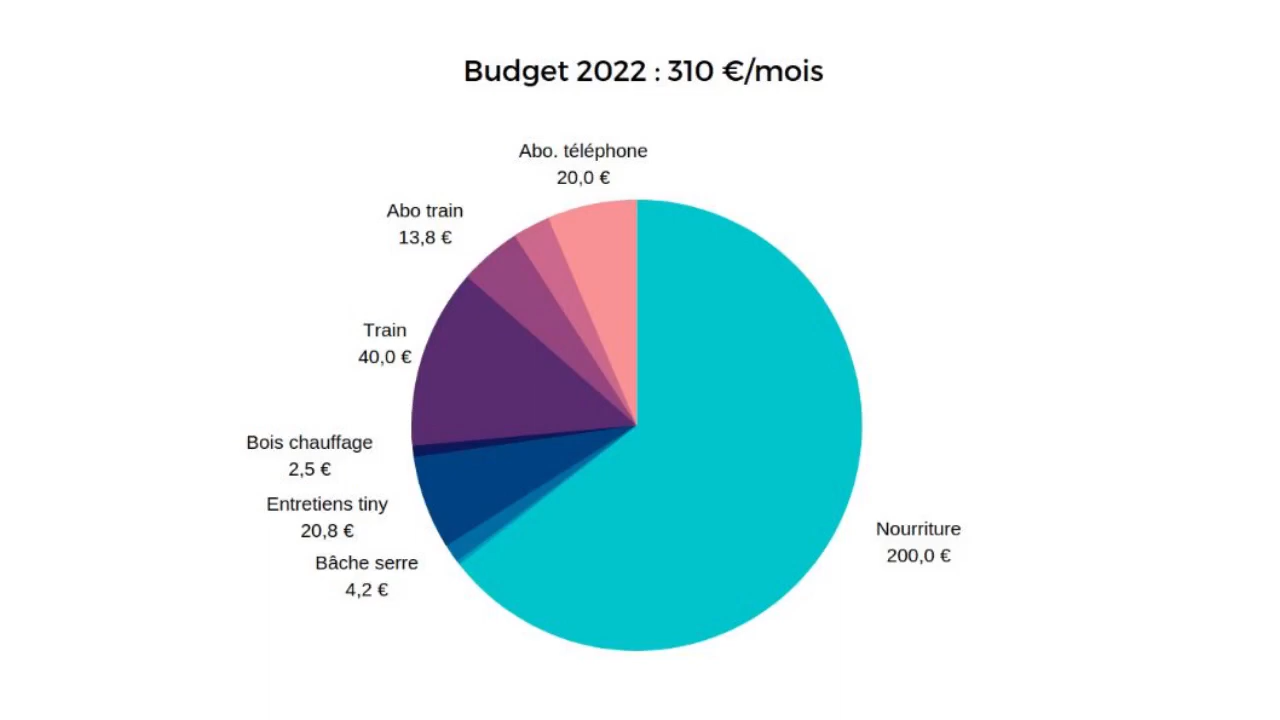 Budget 2022 : 310 €/mois
Abo. téléphone
20,0 €
Abo train
13,8 €
Train
40,0 €
Bois chauffage
2,5 €
Entretiens tiny
20,8 €
Bâche serre
4,2 €
Nourriture
200,0 €